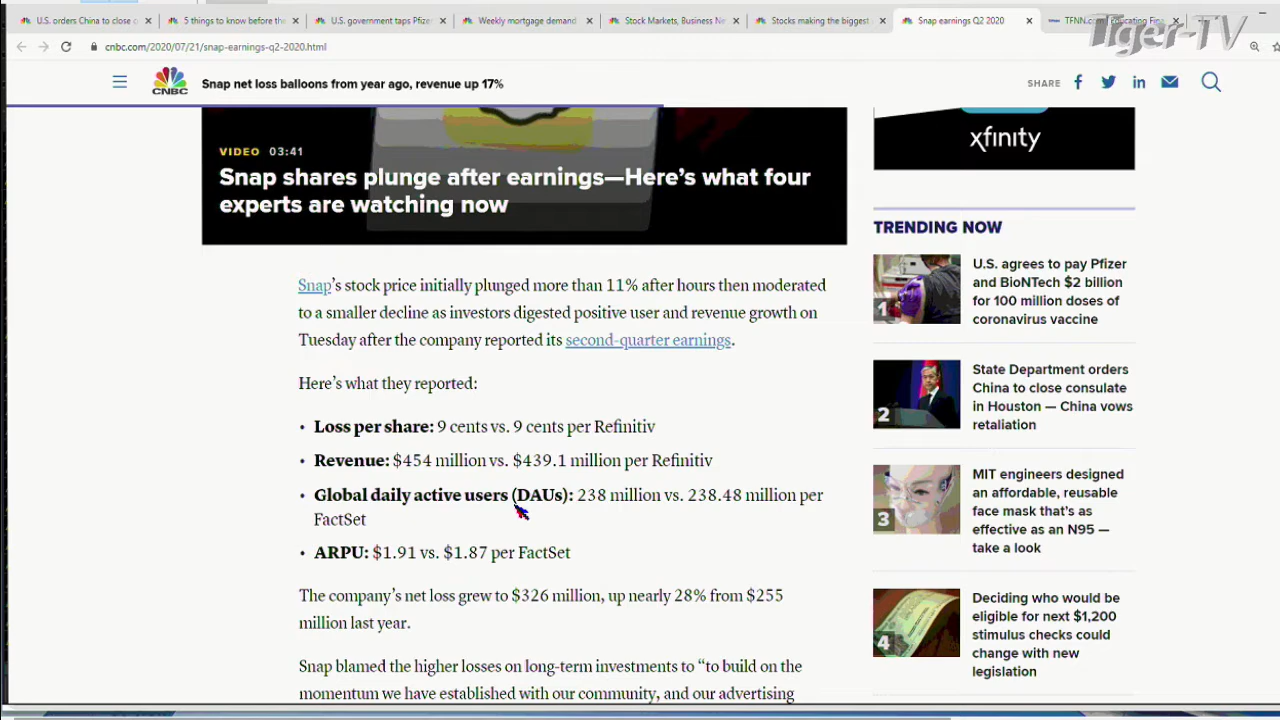 U.S. orders China to close c
5 things to know before the
U.S. government taps Pfizer
Weekly mortgage demand
Stock Markets, Business Ne
Stocks making the biggest
Snap earnings Q2 2020
TFNN.com
Tiger-TV
cnbc.com/2020/07/21/snap-earnings-q2-2020.html
CNBC
Snap net loss balloons from year ago, revenue up 17%
SHARE
VIDEO 03:41
Snap shares plunge after earnings—Here's what four
experts are watching now
xfinity
Snap's stock price initially plunged more than 11% after hours then moderated
to a smaller decline as investors digested positive user and revenue growth on
Tuesday after the company reported its second-quarter earnings.
Here's what they reported:
• Loss per share: 9 cents vs. 9 cents per Refinitiv
• Revenue: $454 million vs. $439.1 million per Refinitiv
• Global daily active users (DAUs): 238 million vs. 238.48 million per
FactSet
• ARPU: $1.91 vs. $1.87 per FactSet
The company's net loss grew to $326 million, up nearly 28% from $255
million last year.
Snap blamed the higher losses on long-term investments to “to build on the
momentum we have established with our community, and our advertising
TRENDING NOW
1
U.S. agrees to pay Pfizer
and BioNTech $2 billion
for 100 million doses of
coronavirus vaccine
2
State Department orders
China to close consulate
in Houston — China vows
retaliation
3
MIT engineers designed
an affordable, reusable
face mask that's as
effective as an N95 —
take a look
4
Deciding who would be
eligible for next $1,200
stimulus checks could
change with new
legislation